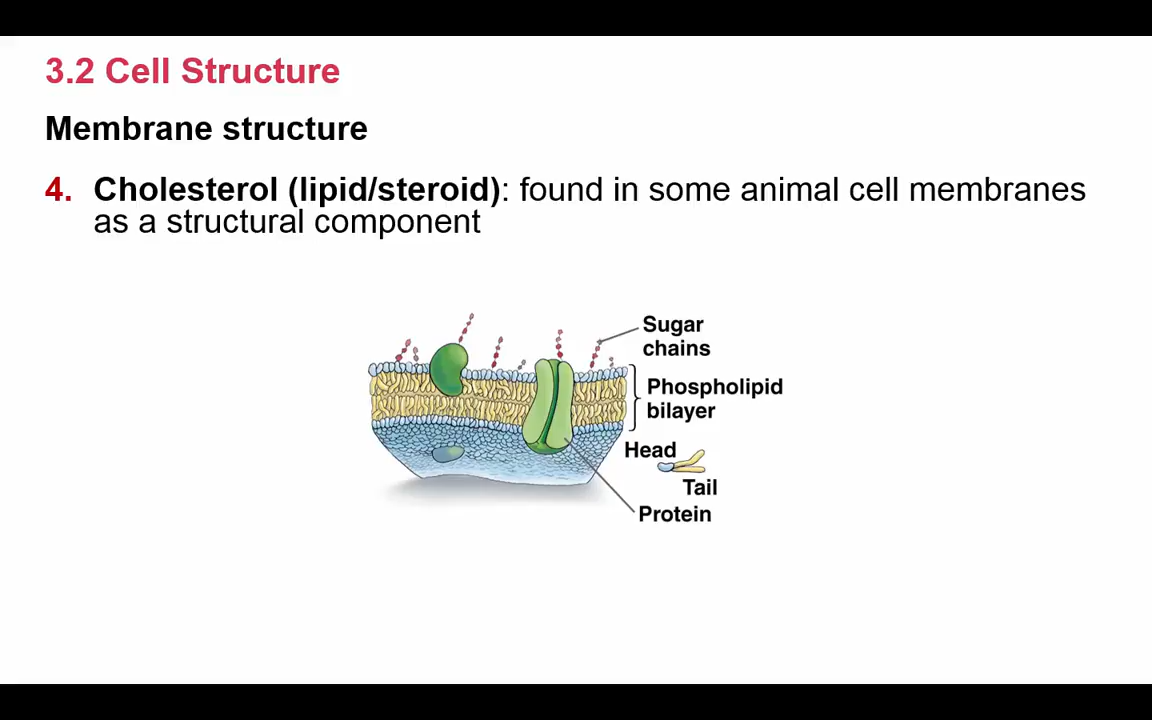 3.2 Cell Structure
Membrane structure
4. Cholesterol (lipid/steroid): found in some animal cell membranes
as a structural component
Sugar
chains
Phospholipid
bilayer
Head
Tail
Protein